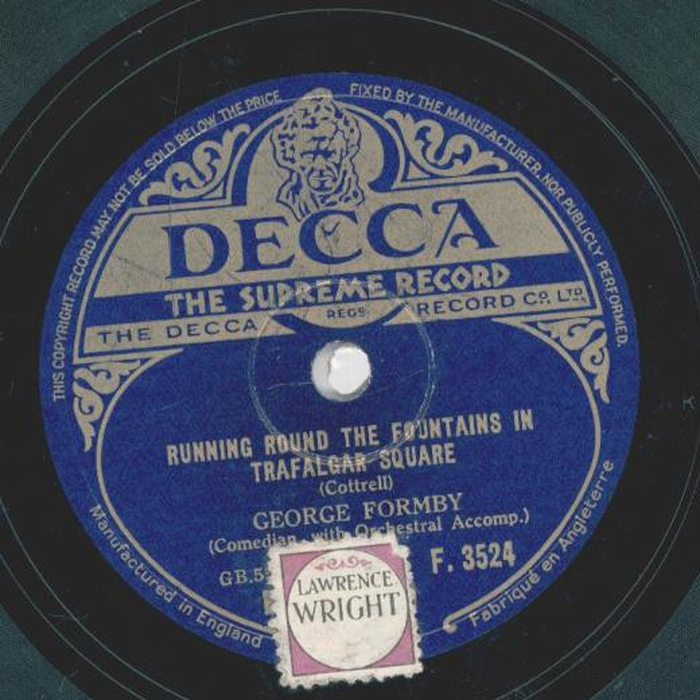 THIS COPYRIGHT RECORD MAY NOT BE SOLD BELOW THE PRICE FIXED BY THE MANUFACTURER, NOR PUBLICLY PERFORMED.
DECCA
THE SUPREME RECORD
THE DECCA REGD. RECORD CO. LTD.
RUNNING ROUND THE FOUNTAINS IN
TRAFALGAR SQUARE
(Cottrell)
GEORGE FORMBY
(Comedian with Orchestral Accomp.)
GB.5 F. 3524
LAWRENCE
WRIGHT
Manufactured in England
Fabriqué en Angleterre